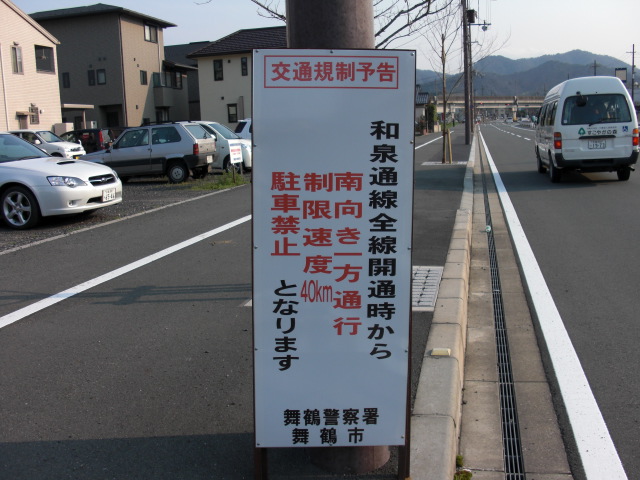 交通規制予告
和泉通線全線開通時から
南向き一方通行
制限速度40km
駐車禁止
となります
舞鶴警察署
舞鶴市